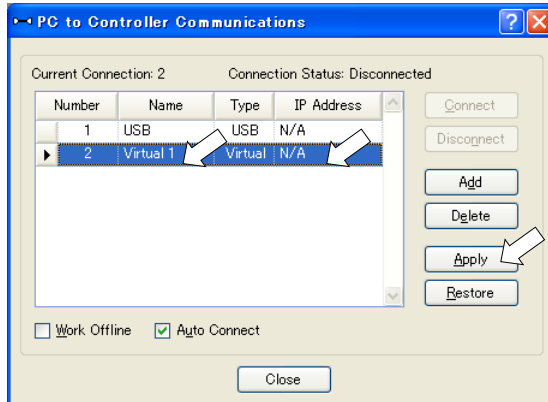 PC to Controller Communications
Current Connection: 2 Connection Status: Disconnected
Number Name Type IP Address
1 USB USB N/A
2 Virtual 1 Virtual N/A
Connect
Disconnect
Add
Delete
Apply
Restore
Work Offline Auto Connect
Close